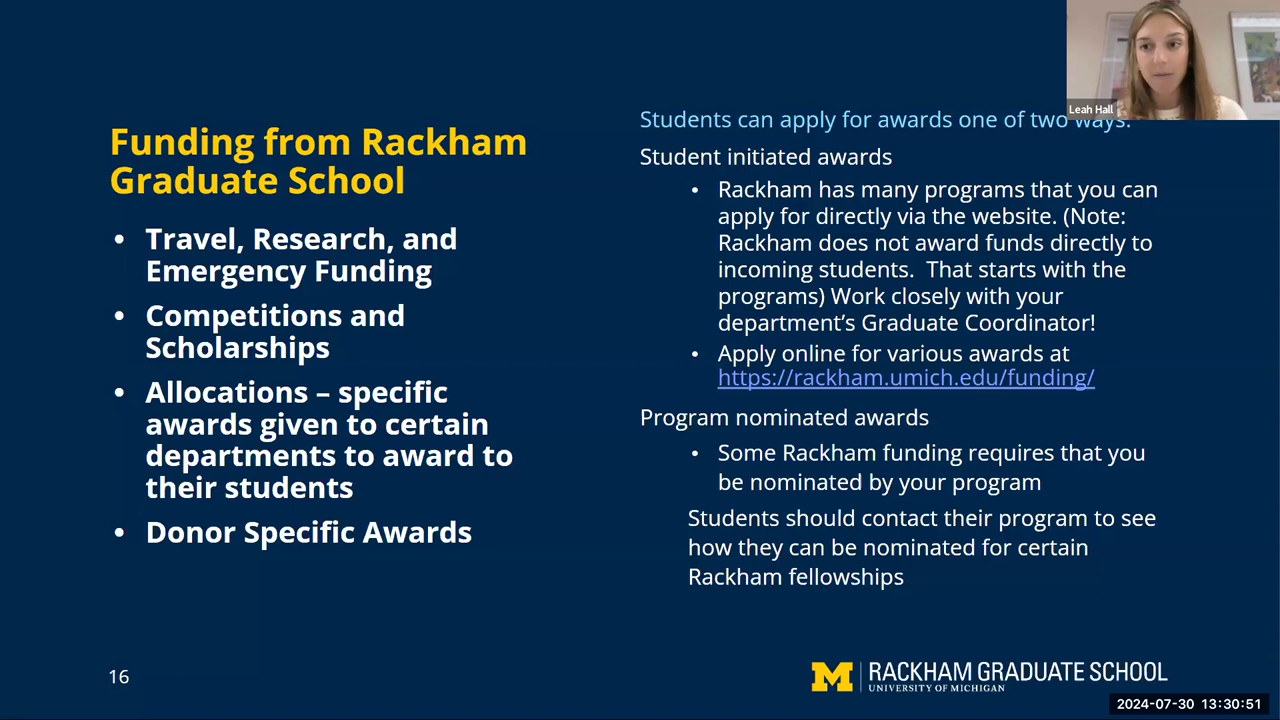 Funding from Rackham
Graduate School
• Travel, Research, and
Emergency Funding
• Competitions and
Scholarships
• Allocations – specific
awards given to certain
departments to award to
their students
• Donor Specific Awards
16
Leah Hall
Students can apply for awards one of two ways.
Student initiated awards
• Rackham has many programs that you can
apply for directly via the website. (Note:
Rackham does not award funds directly to
incoming students.  That starts with the
programs) Work closely with your
department’s Graduate Coordinator!
• Apply online for various awards at
https://rackham.umich.edu/funding/
Program nominated awards
• Some Rackham funding requires that you
be nominated by your program
Students should contact their program to see
how they can be nominated for certain
Rackham fellowships
M RACKHAM GRADUATE SCHOOL
UNIVERSITY OF MICHIGAN
2024-07-30 13:30:51